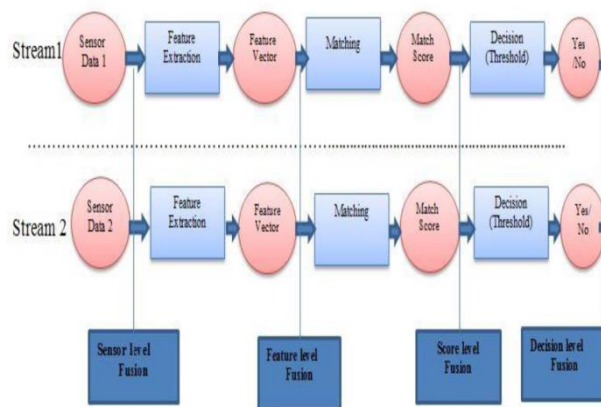 Stream1
Sensor
Data 1
Feature
Extraction
Feature
Vector
Matching
Match
Score
Decision
(Threshold)
Yes
/No
Stream 2
Sensor
Data 2
Feature
Extraction
Feature
Vector
Matching
Match
Score
Decision
(Threshold)
Yes/
No
Sensor level
Fusion
Feature level
Fusion
Score level
Fusion
Decision level
Fusion